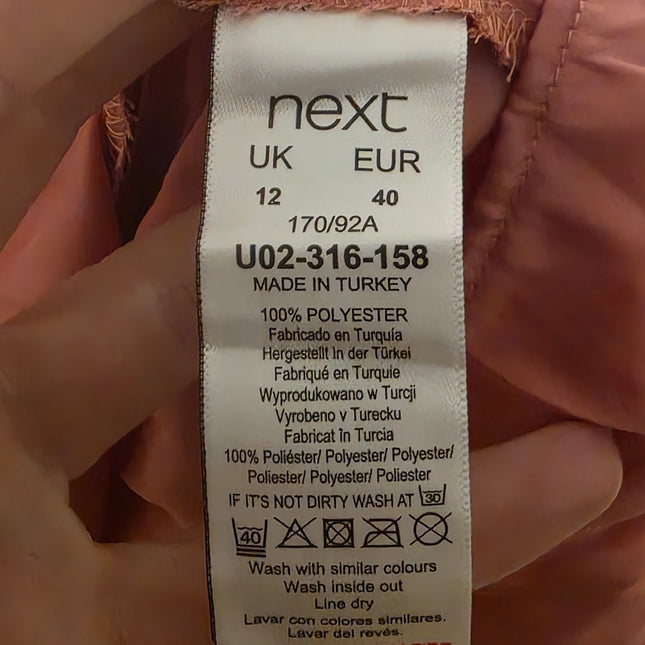 next
UK EUR
12 40
170/92A
U02-316-158
MADE IN TURKEY
100% POLYESTER
Fabricado en Turquía
Hergestellt in der Türkei
Fabriqué en Turquie
Wyprodukowano w Turcji
Vyrobeno v Turecku
Fabricat în Turcia
100% Poliéster/ Polyester/ Polyester/
Poliester/ Polyester/ Poliester
IF IT'S NOT DIRTY WASH AT 30
40
Wash with similar colours
Wash inside out
Line dry
Lavar con colores similares.
Lavar del revés.